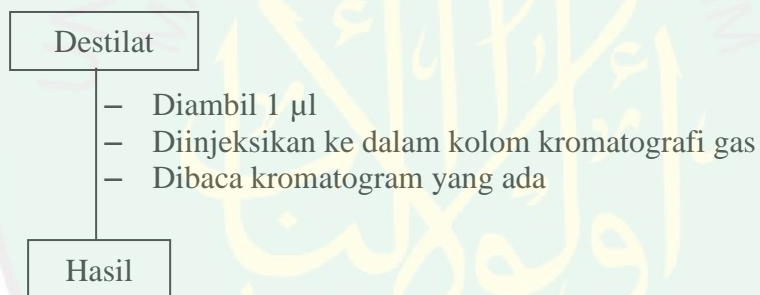 Destilat
– Diambil 1 µl
– Diinjeksikan ke dalam kolom kromatografi gas
– Dibaca kromatogram yang ada
Hasil